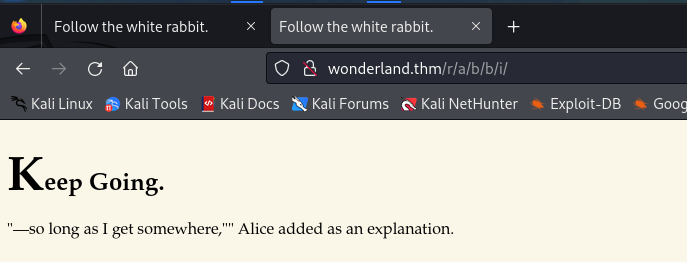 Follow the white rabbit.
Follow the white rabbit.
wonderland.thm/r/a/b/b/i/
Kali Linux
Kali Tools
Kali Docs
Kali Forums
Kali NetHunter
Exploit-DB
Goog
Keep Going.
"—so long as I get somewhere,"" Alice added as an explanation.